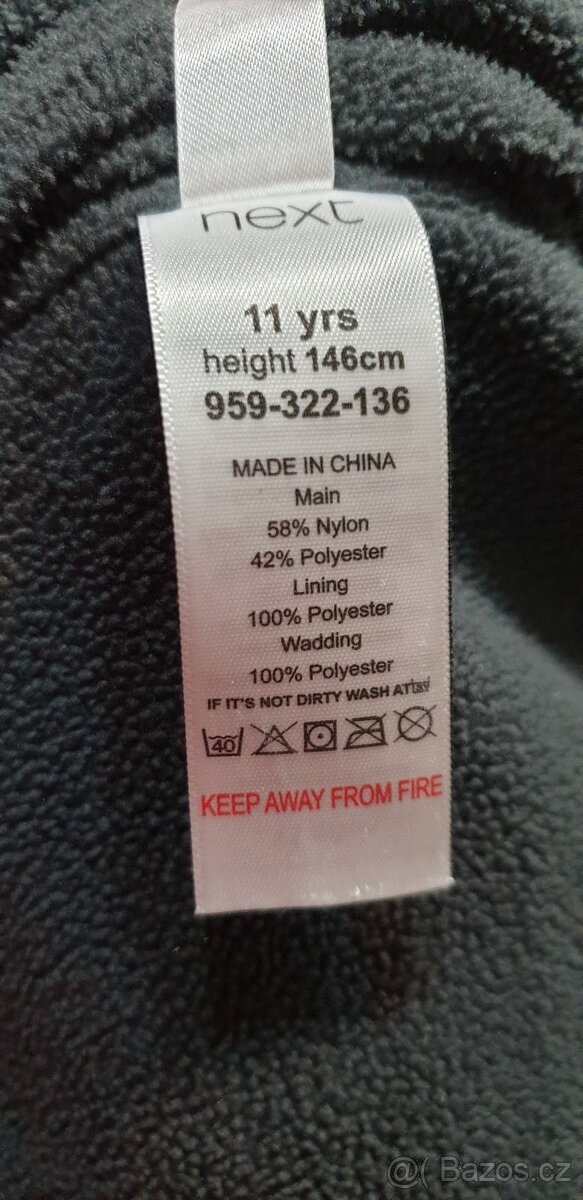 next
11 yrs
height 146cm
959-322-136
MADE IN CHINA
Main
58% Nylon
42% Polyester
Lining
100% Polyester
Wadding
100% Polyester
IF IT'S NOT DIRTY WASH AT
40
KEEP AWAY FROM FIRE
@( Bazos.cz